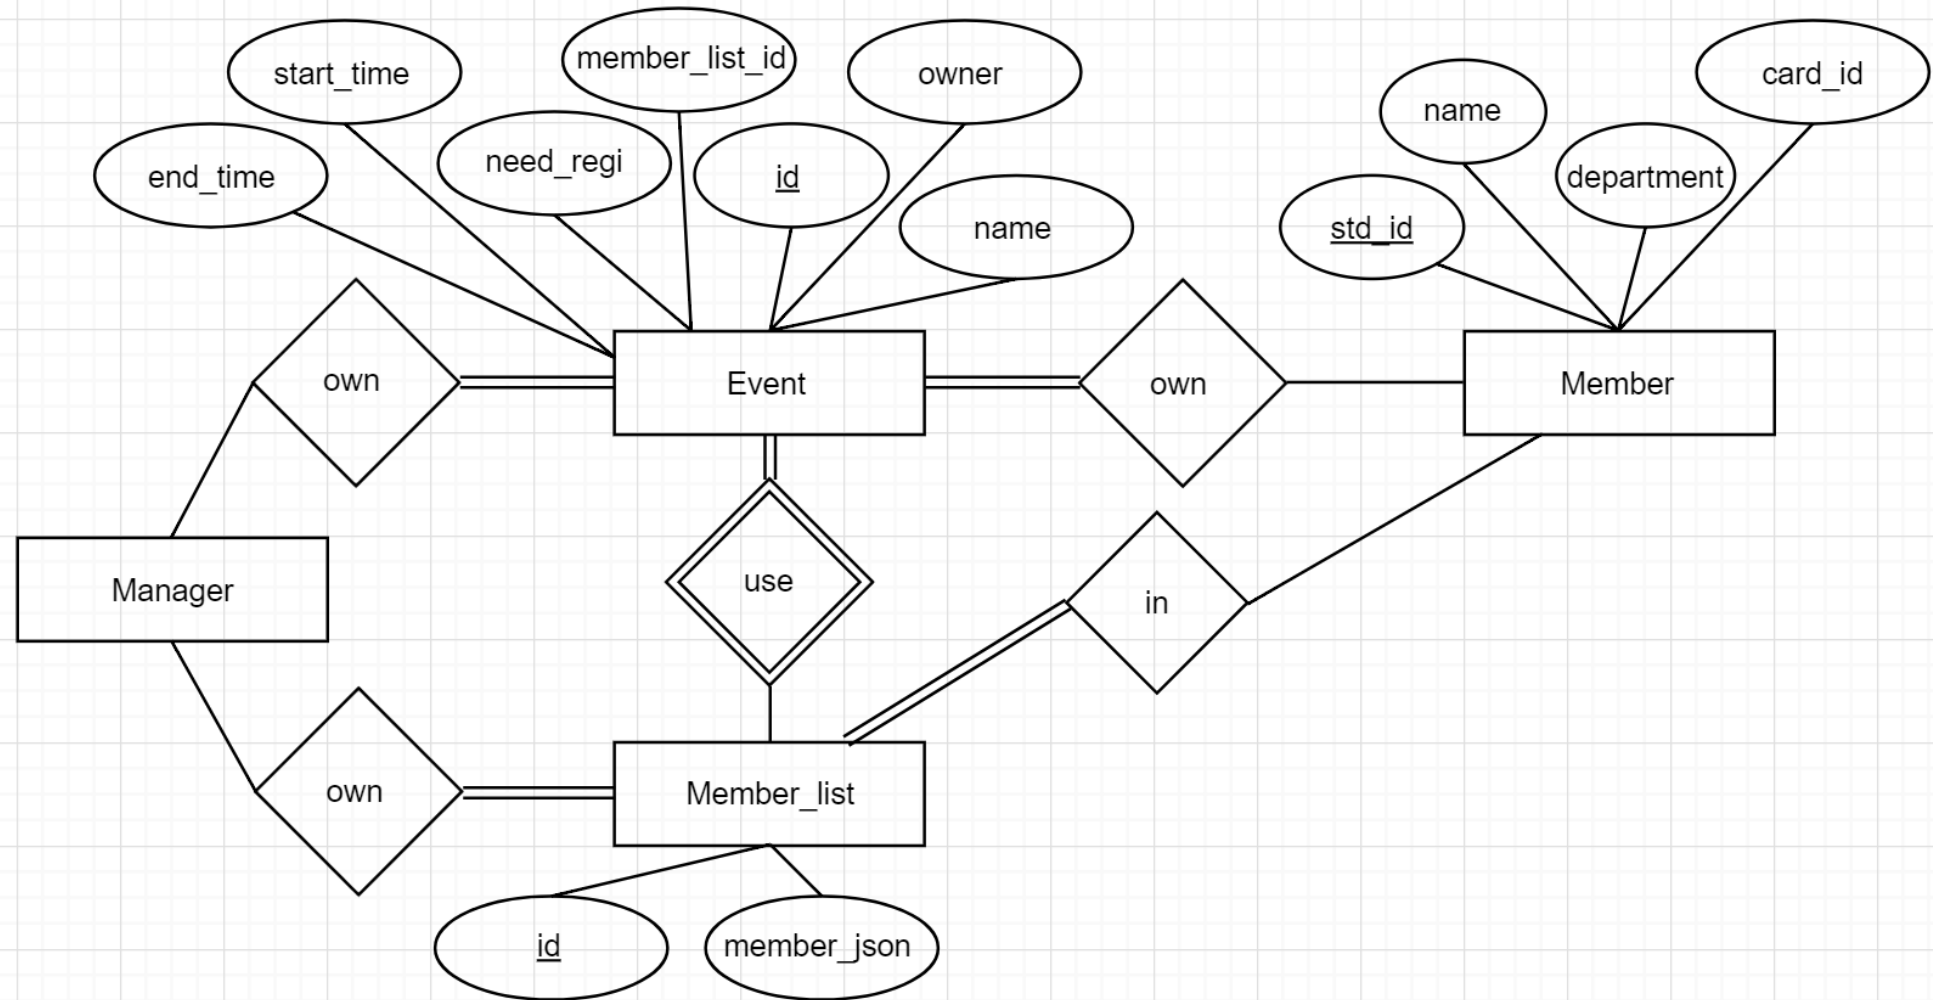 member_list_id
start_time
owner
card_id
name
need_regi
end_time
id
department
name
std_id
own
Event
own
Member
use
Manager
in
own
Member_list
id
member_json